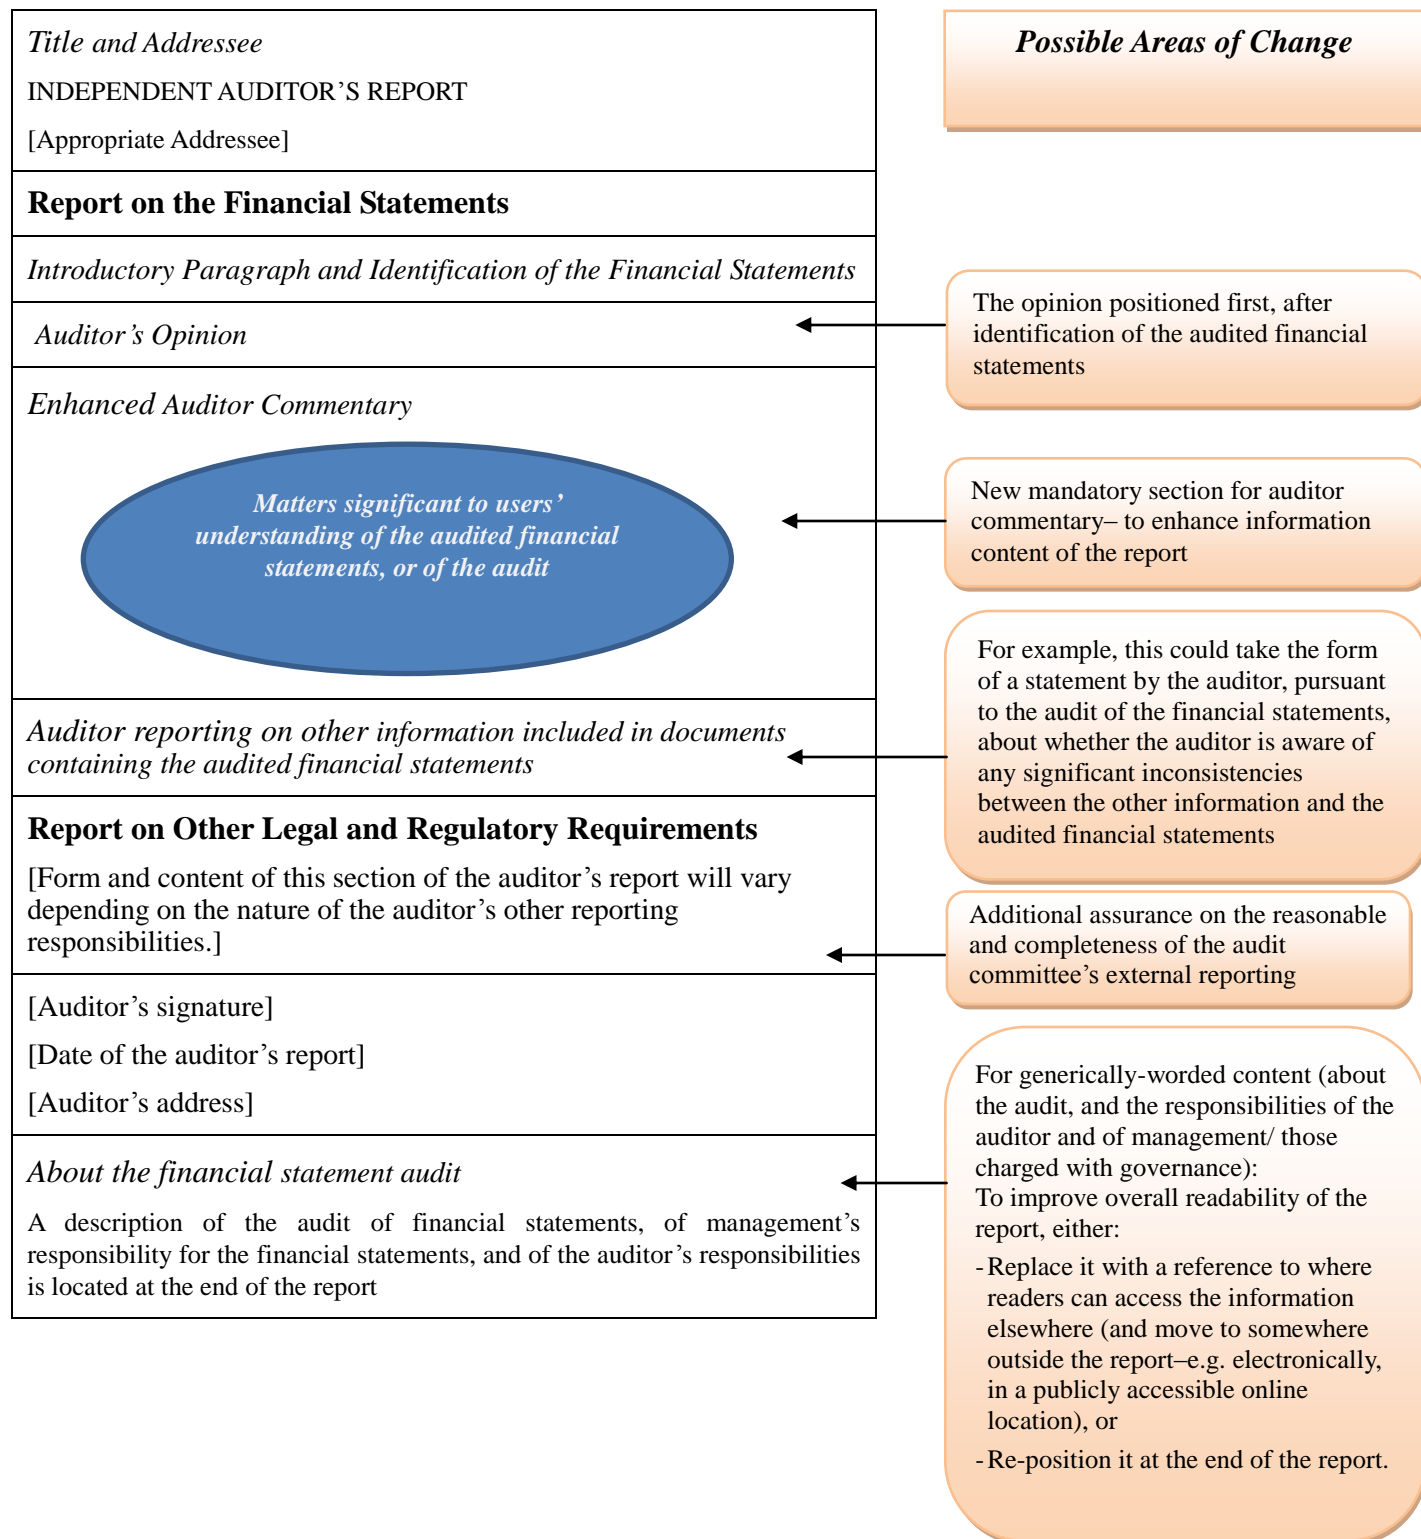 Title and Addressee
INDEPENDENT AUDITOR’S REPORT
[Appropriate Addressee]
Report on the Financial Statements
Introductory Paragraph and Identification of the Financial Statements
Auditor’s Opinion
Enhanced Auditor Commentary
Matters significant to users’
understanding of the audited financial
statements, or of the audit
Auditor reporting on other information included in documents
containing the audited financial statements
Report on Other Legal and Regulatory Requirements
[Form and content of this section of the auditor’s report will vary
depending on the nature of the auditor’s other reporting
responsibilities.]
[Auditor’s signature]
[Date of the auditor’s report]
[Auditor’s address]
About the financial statement audit
A description of the audit of financial statements, of management’s
responsibility for the financial statements, and of the auditor’s responsibilities
is located at the end of the report
Possible Areas of Change
The opinion positioned first, after
identification of the audited financial
statements
New mandatory section for auditor
commentary– to enhance information
content of the report
For example, this could take the form
of a statement by the auditor, pursuant
to the audit of the financial statements,
about whether the auditor is aware of
any significant inconsistencies
between the other information and the
audited financial statements
Additional assurance on the reasonable
and completeness of the audit
committee’s external reporting
For generically-worded content (about
the audit, and the responsibilities of the
auditor and of management/ those
charged with governance):
To improve overall readability of the
report, either:
- Replace it with a reference to where
readers can access the information
elsewhere (and move to somewhere
outside the report–e.g. electronically,
in a publicly accessible online
location), or
- Re-position it at the end of the report.